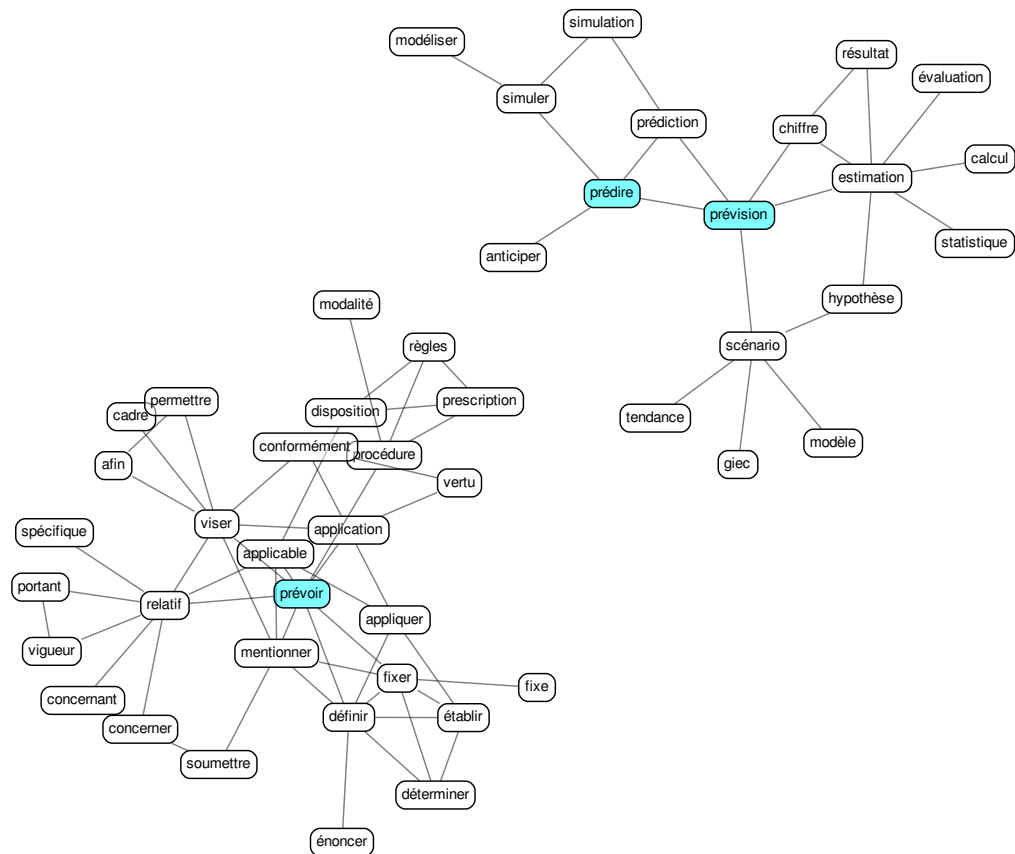 simulation
modéliser
résultat
évaluation
simuler
prédiction
chiffre
calcul
estimation
prédire
prévision
statistique
anticiper
hypothèse
modalité
scénario
règles
permettre
prescription
cadre
disposition
tendance
modèle
conformément
procédure
afin
giec
vertu
viser
spécifique
application
applicable
portant
prévoir
relatif
appliquer
vigueur
mentionner
fixer
fixe
concernant
définir
établir
concerner
soumettre
déterminer
énoncer